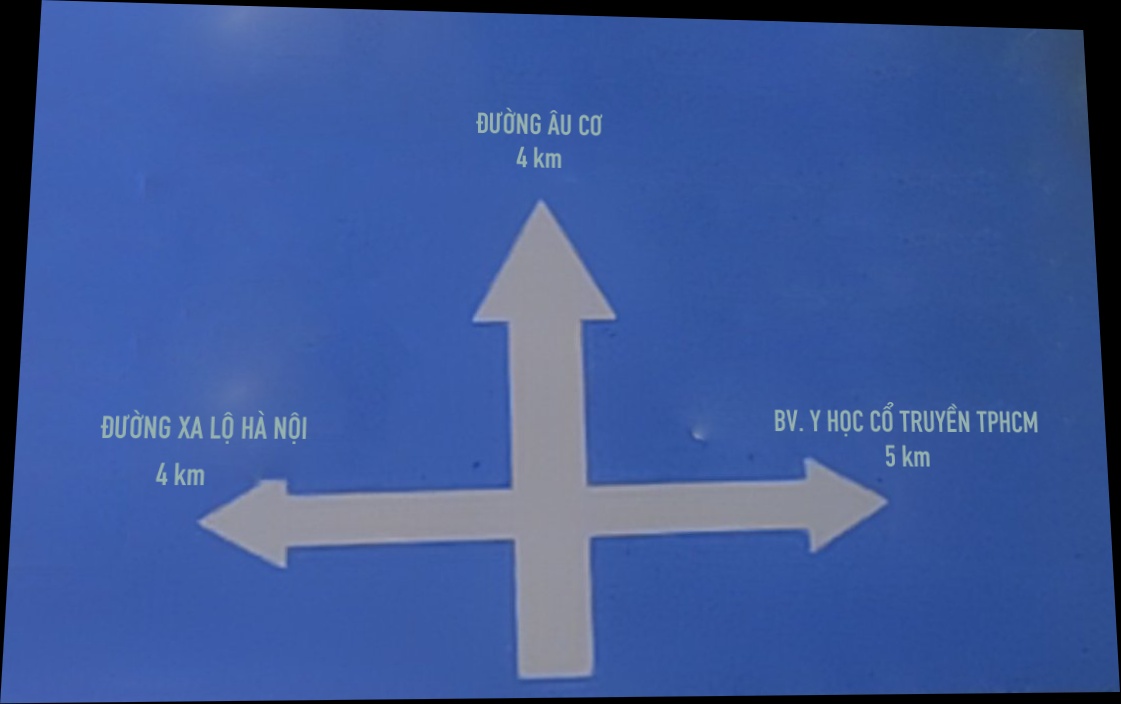 ĐƯỜNG ÂU CƠ
4 km
ĐƯỜNG XA LỘ HÀ NỘI
4 km
BV. Y HỌC CỔ TRUYỀN TPHCM
5 km